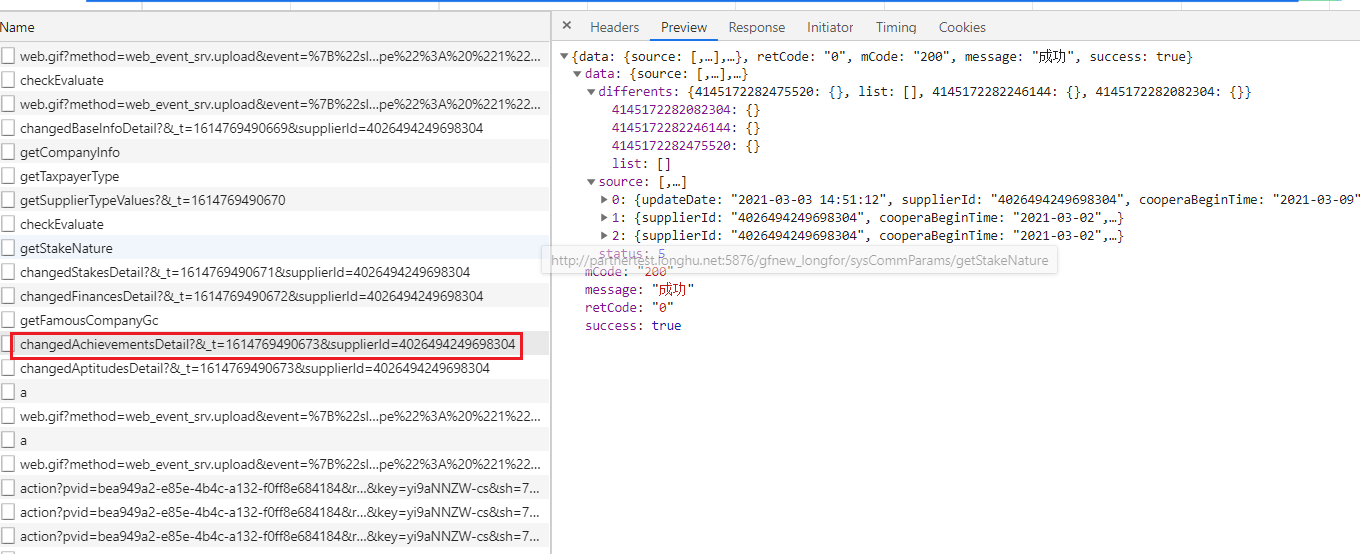 Name
web.gif?method=web_event_srv.upload&event=%7B%22sl...pe%22%3A%20%221%22...
checkEvaluate
web.gif?method=web_event_srv.upload&event=%7B%22sl...pe%22%3A%20%221%22...
changedBaseInfoDetail?&_t=1614769490669&supplierId=4026494249698304
getCompanyInfo
getTaxpayerType
getSupplierTypeValues?&_t=1614769490670
checkEvaluate
getStakeNature
changedStakesDetail?&_t=1614769490671&supplierId=4026494249698304
changedFinancesDetail?&_t=1614769490672&supplierId=4026494249698304
getFamousCompanyGc
changedAchievementsDetail?&_t=1614769490673&supplierId=4026494249698304
changedAptitudesDetail?&_t=1614769490673&supplierId=4026494249698304
a
web.gif?method=web_event_srv.upload&event=%7B%22sl...pe%22%3A%20%221%22...
a
web.gif?method=web_event_srv.upload&event=%7B%22sl...pe%22%3A%20%221%22...
action?pvid=bea949a2-e85e-4b4c-a132-f0ff8e684184&r...&key=yi9aNNZW-cs&sh=7...
action?pvid=bea949a2-e85e-4b4c-a132-f0ff8e684184&r...&key=yi9aNNZW-cs&sh=7...
action?pvid=bea949a2-e85e-4b4c-a132-f0ff8e684184&r...&key=yi9aNNZW-cs&sh=7...
Headers Preview Response Initiator Timing Cookies
{data: {source: [,…],…}, retCode: "0", mCode: "200", message: "成功", success: true}
data: {source: [,…],…}
differents: {4145172282475520: {}, list: [], 4145172282246144: {}, 4145172282082304: {}}
4145172282082304: {}
4145172282246144: {}
4145172282475520: {}
list: []
source: [,…]
0: {updateDate: "2021-03-03 14:51:12", supplierId: "4026494249698304", cooperaBeginTime: "2021-03-09"
1: {supplierId: "4026494249698304", cooperaBeginTime: "2021-03-02",…}
2: {supplierId: "4026494249698304", cooperaBeginTime: "2021-03-02",…}
status: 5
http://parthertest.longhu.net:5876/gfnew_longfor/sysCommParams/getStakeNature
mCode: "200"
message: "成功"
retCode: "0"
success: true